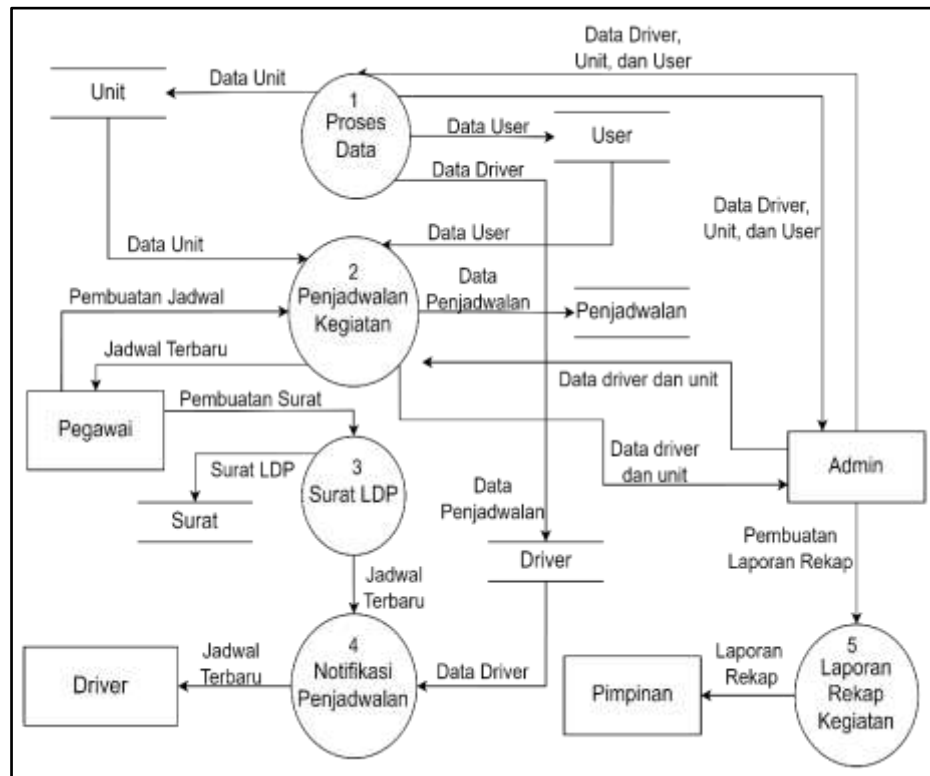 Data Driver,
Unit, dan User
Unit
Data Unit
1
Proses
Data
Data User
User
Data Driver
Data Driver,
Unit, dan User
Data Unit
Data User
2
Penjadwalan
Kegiatan
Data
Penjadwalan
Penjadwalan
Pembuatan Jadwal
Jadwal Terbaru
Data driver dan unit
Pegawai
Pembuatan Surat
Data driver
dan unit
Admin
3
Surat LDP
Surat LDP
Surat
Data
Penjadwalan
Driver
Pembuatan
Laporan Rekap
Jadwal
Terbaru
4
Notifikasi
Penjadwalan
Jadwal
Terbaru
Driver
Data Driver
Pimpinan
Laporan
Rekap
5
Laporan
Rekap
Kegiatan